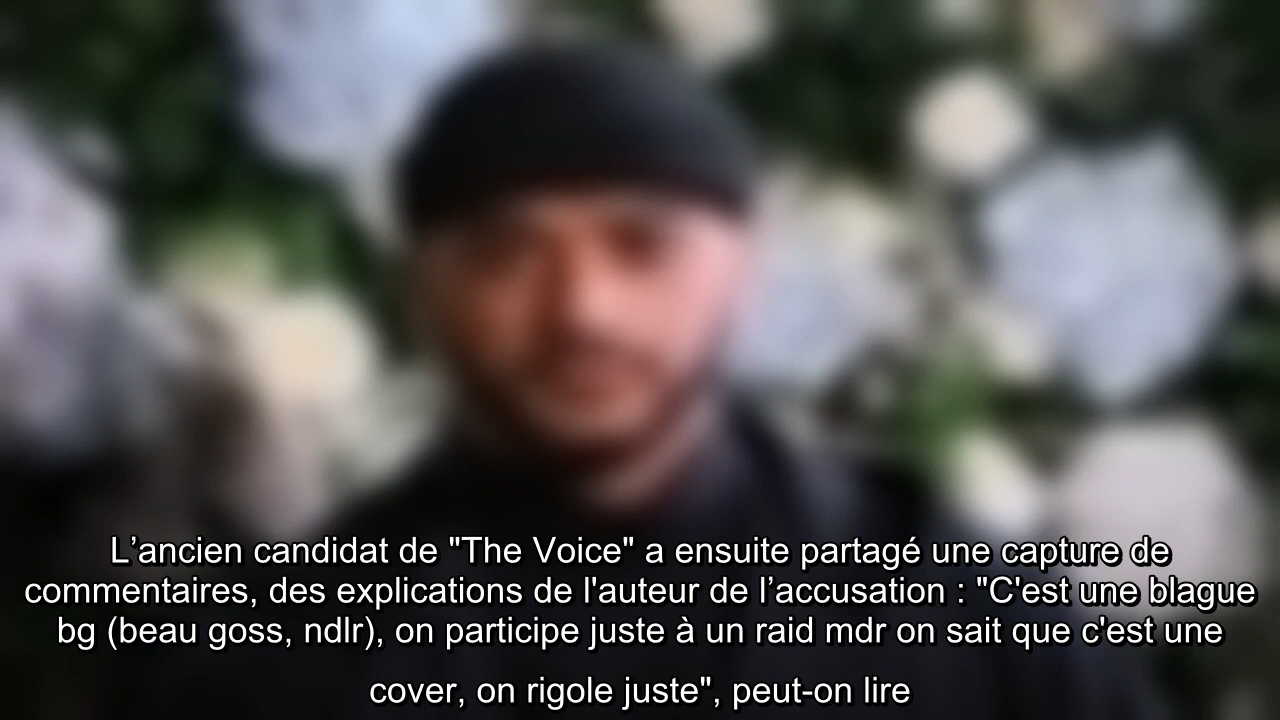 L’ancien candidat de "The Voice" a ensuite partagé une capture de
commentaires, des explications de l'auteur de l’accusation : "C'est une blague
bg (beau goss, ndlr), on participe juste à un raid mdr on sait que c'est une
cover, on rigole juste", peut-on lire